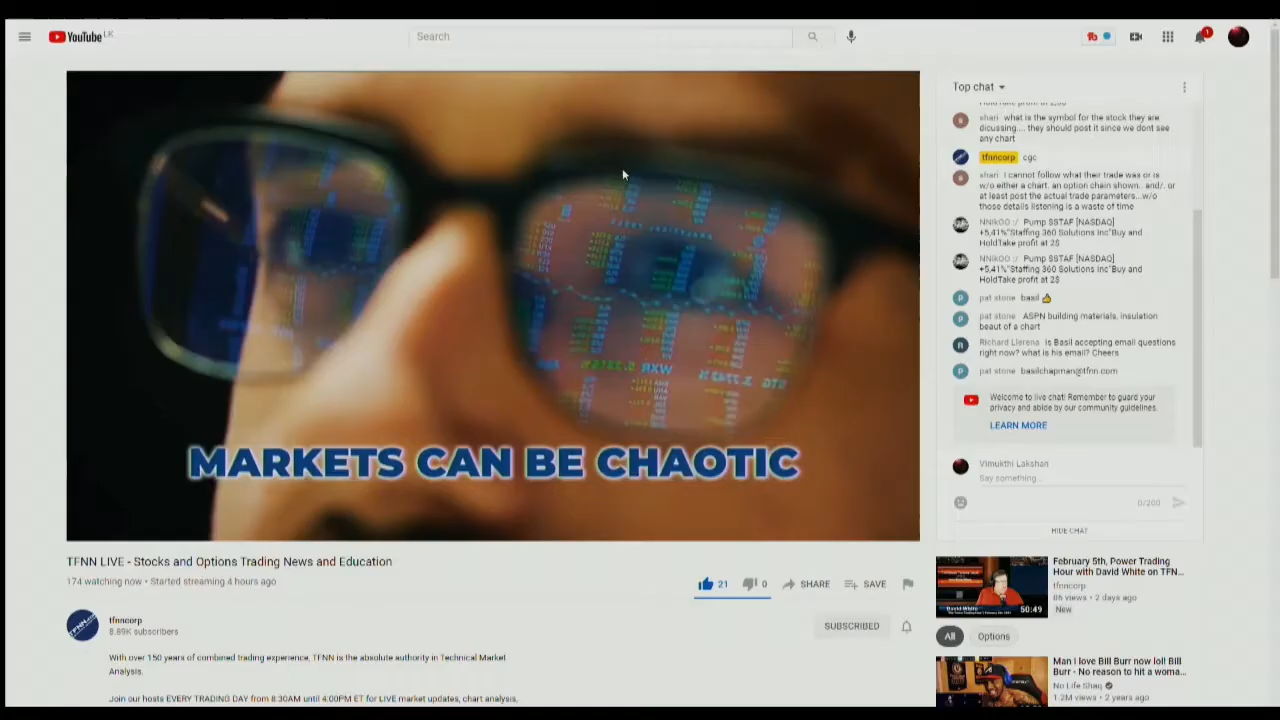 YouTube LK
Search
1
Top chat
shari what is the symbol for the stock they are
dicussing.... they should post it since we dont see
any chart
tfnncorp cgc
shari I cannot follow what their trade was or is
w/o either a chart. an option chain shown.. and/. or
at least post the actual trade parameters...w/o
those details listening is a waste of time
NNikOO :/ Pump $STAF [NASDAQ]
+5,41%"Staffing 360 Solutions Inc"Buy and
HoldTake profit at 2$
NNikOO :/ Pump $STAF [NASDAQ]
+5,41%"Staffing 360 Solutions Inc"Buy and
HoldTake profit at 2$
pat stone basil
pat stone ASPN building materials, insulation
beaut of a chart
Richard Llerena is Basil accepting email questions
right now? what is his email? Cheers
pat stone basilchapman@tfnn.com
Welcome to live chat! Remember to guard your
privacy and abide by our community guidelines.
LEARN MORE
Vimukthi Lakshan
Say something...
0/200
HIDE CHAT
MARKETS CAN BE CHAOTIC
TFNN LIVE - Stocks and Options Trading News and Education
174 watching now • Started streaming 4 hours ago
21 0 SHARE SAVE
tfnncorp
8.89K subscribers
SUBSCRIBED
With over 150 years of combined trading experience, TFNN is the absolute authority in Technical Market
Analysis.
Join our hosts EVERY TRADING DAY from 8:30AM until 4:00PM ET for LIVE market updates, chart analysis,
February 5th, Power Trading
Hour with David White on TFN...
tfnncorp
86 views • 2 days ago
New
David White
50:49
All Options
Man I love Bill Burr now lol! Bill
Burr - No reason to hit a woma...
No Life Shaq
1.2M views • 2 years ago